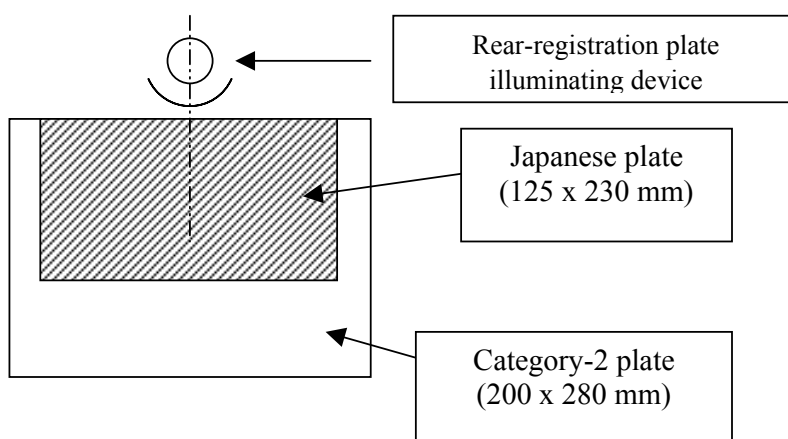 Rear-registration plate
illuminating device
Japanese plate
(125 x 230 mm)
Category-2 plate
(200 x 280 mm)